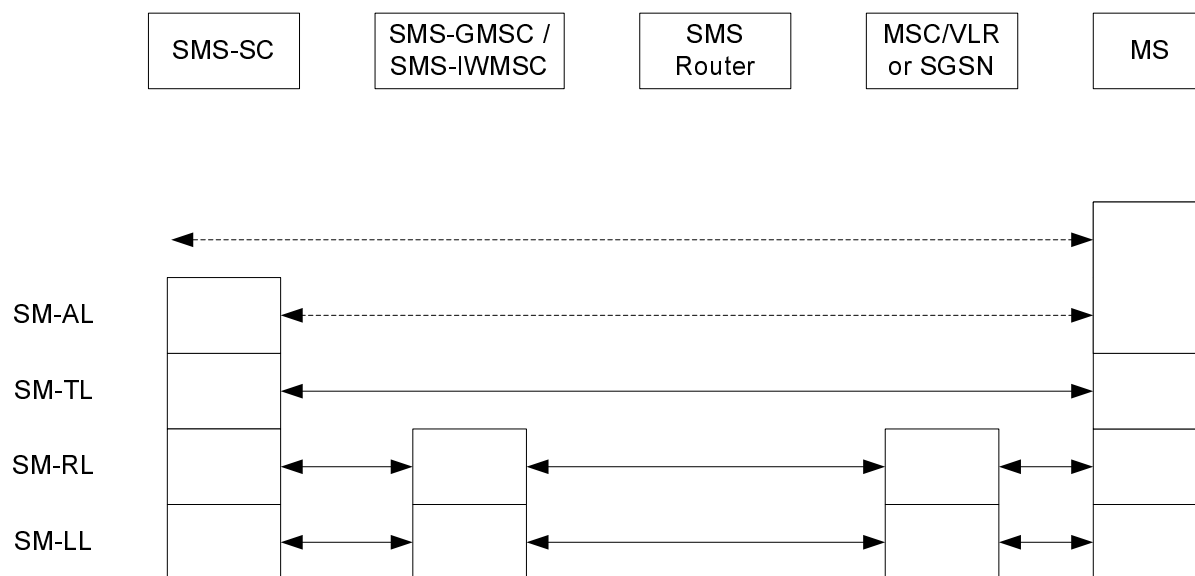 SMS-SC
SMS-GMSC /
SMS-IWMSC
SMS
Router
MSC/VLR
or SGSN
MS
SM-AL
SM-TL
SM-RL
SM-LL